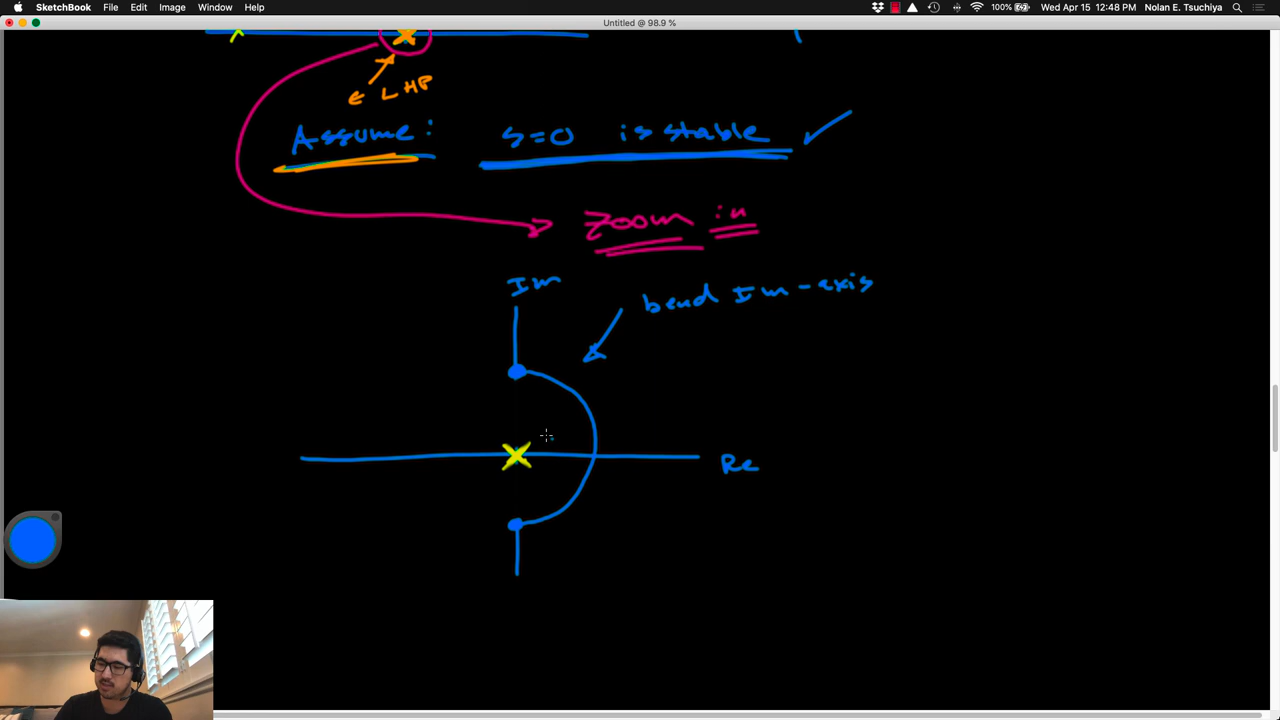 SketchBook File Edit Image Window Help 100% Wed Apr 15 12:48 PM Nolan E. Tsuchiya
Untitled @ 98.9 %
∈ LHP
Assume: s=0 is stable
Zoom in
Im
bend Im-axis
Re